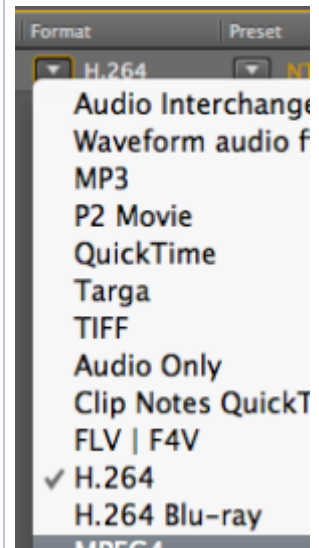 Format Preset
H.264
Audio Interchange
Waveform audio
MP3
P2 Movie
QuickTime
Targa
TIFF
Audio Only
Clip Notes
FLV | F4V
✓ H.264
H.264 Blu-ray
MPEG4